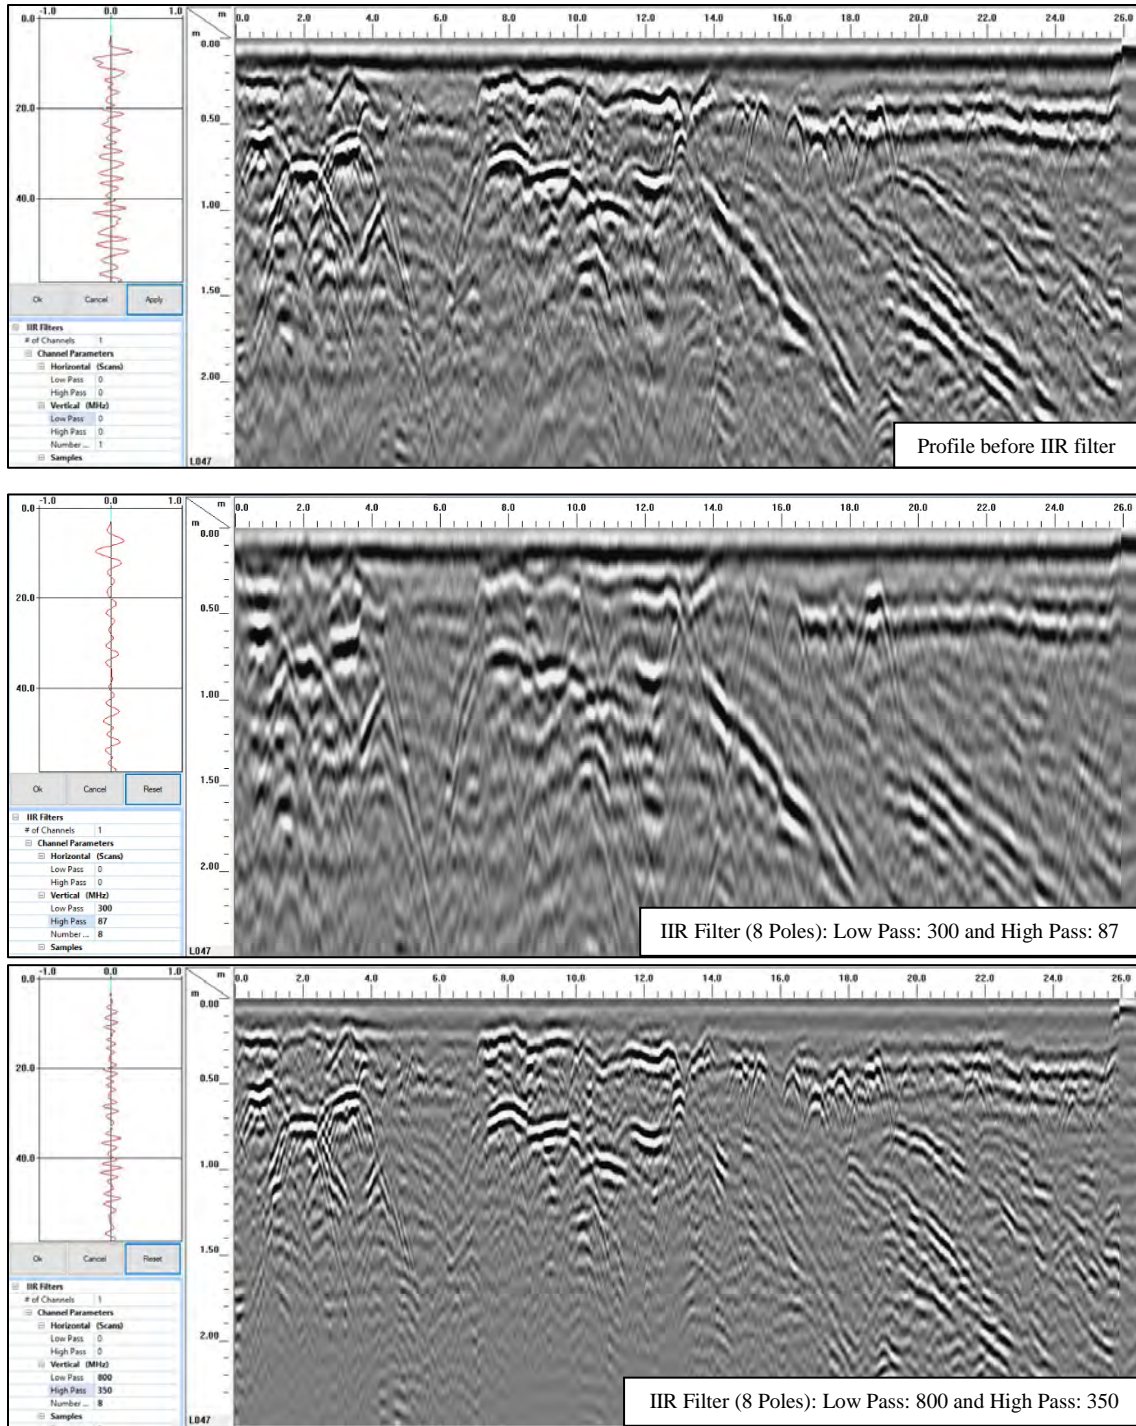 -1.0 0.0 1.0
0.0
20.0
40.0
Ok Cancel Apply
IIR Filters
# of Channels 1
Channel Parameters
Horizontal (Scans)
Low Pass 0
High Pass 0
Vertical (MHz)
Low Pass 0
High Pass 0
Number ... 1
Samples
m
m
0.0 2.0 4.0 6.0 8.0 10.0 12.0 14.0 16.0 18.0 20.0 22.0 24.0 26.0
0.00
0.50
1.00
1.50
2.00
L047
Profile before IIR filter
-1.0 0.0 1.0
0.0
20.0
40.0
Ok Cancel Reset
IIR Filters
# of Channels 1
Channel Parameters
Horizontal (Scans)
Low Pass 0
High Pass 0
Vertical (MHz)
Low Pass 300
High Pass 87
Number ... 8
Samples
m
m
0.0 2.0 4.0 6.0 8.0 10.0 12.0 14.0 16.0 18.0 20.0 22.0 24.0 26.0
0.00
0.50
1.00
1.50
2.00
L047
IIR Filter (8 Poles): Low Pass: 300 and High Pass: 87
-1.0 0.0 1.0
0.0
20.0
40.0
Ok Cancel Reset
IIR Filters
# of Channels 1
Channel Parameters
Horizontal (Scans)
Low Pass 0
High Pass 0
Vertical (MHz)
Low Pass 800
High Pass 350
Number ... 8
Samples
m
m
0.0 2.0 4.0 6.0 8.0 10.0 12.0 14.0 16.0 18.0 20.0 22.0 24.0 26.0
0.00
0.50
1.00
1.50
2.00
L047
IIR Filter (8 Poles): Low Pass: 800 and High Pass: 350